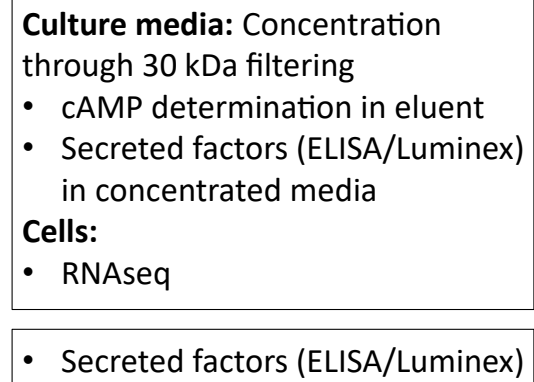 Culture media: Concentration
through 30 kDa filtering
• cAMP determination in eluent
• Secreted factors (ELISA/Luminex)
in concentrated media
Cells:
• RNAseq
• Secreted factors (ELISA/Luminex)